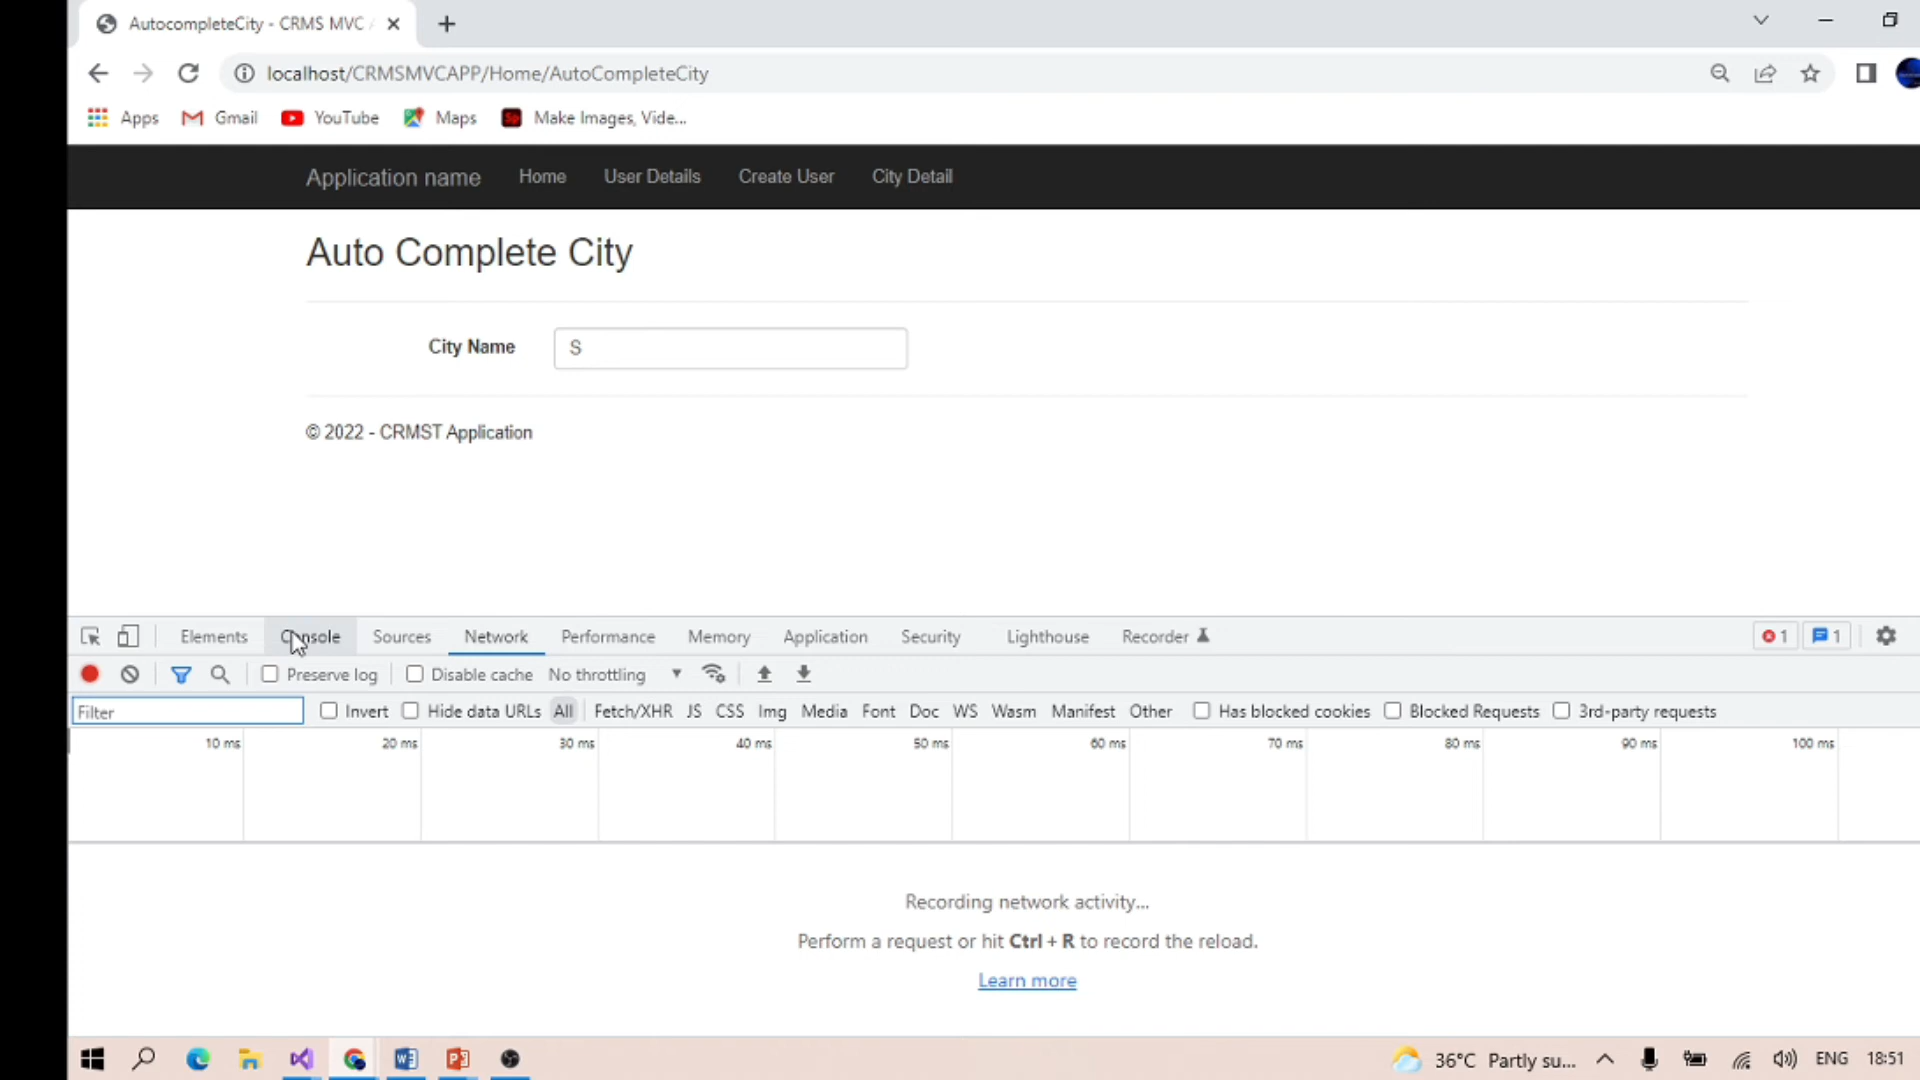 AutocompleteCity - CRMS MVC
localhost/CRMSMVCAPP/Home/AutoCompleteCity
Apps Gmail YouTube Maps Make Images, Vide...
Application name Home User Details Create User City Detail
Auto Complete City
City Name S
© 2022 - CRMST Application
Elements Console Sources Network Performance Memory Application Security Lighthouse Recorder 1 1
Preserve log Disable cache No throttling
Filter Invert Hide data URLs All Fetch/XHR JS CSS Img Media Font Doc WS Wasm Manifest Other Has blocked cookies Blocked Requests 3rd-party requests
10 ms 20 ms 30 ms 40 ms 50 ms 60 ms 70 ms 80 ms 90 ms 100 ms
Recording network activity...
Perform a request or hit Ctrl + R to record the reload.
Learn more
36°C Partly su... ENG 18:51